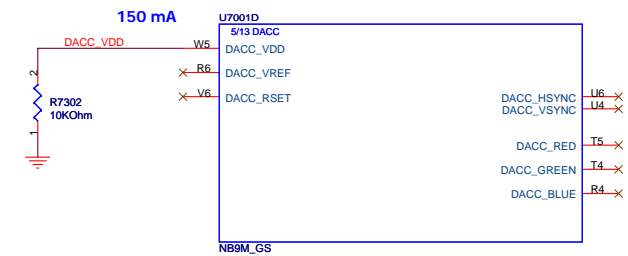 150 mA
U7001D
5/13 DACC
DACC_VDD
W5
DACC_VDD
R6
DACC_VREF
V6
DACC_RSET
2
R7302
10KOhm
1
DACC_HSYNC
U6
DACC_VSYNC
U4
DACC_RED
T5
DACC_GREEN
T4
DACC_BLUE
R4
NB9M_GS